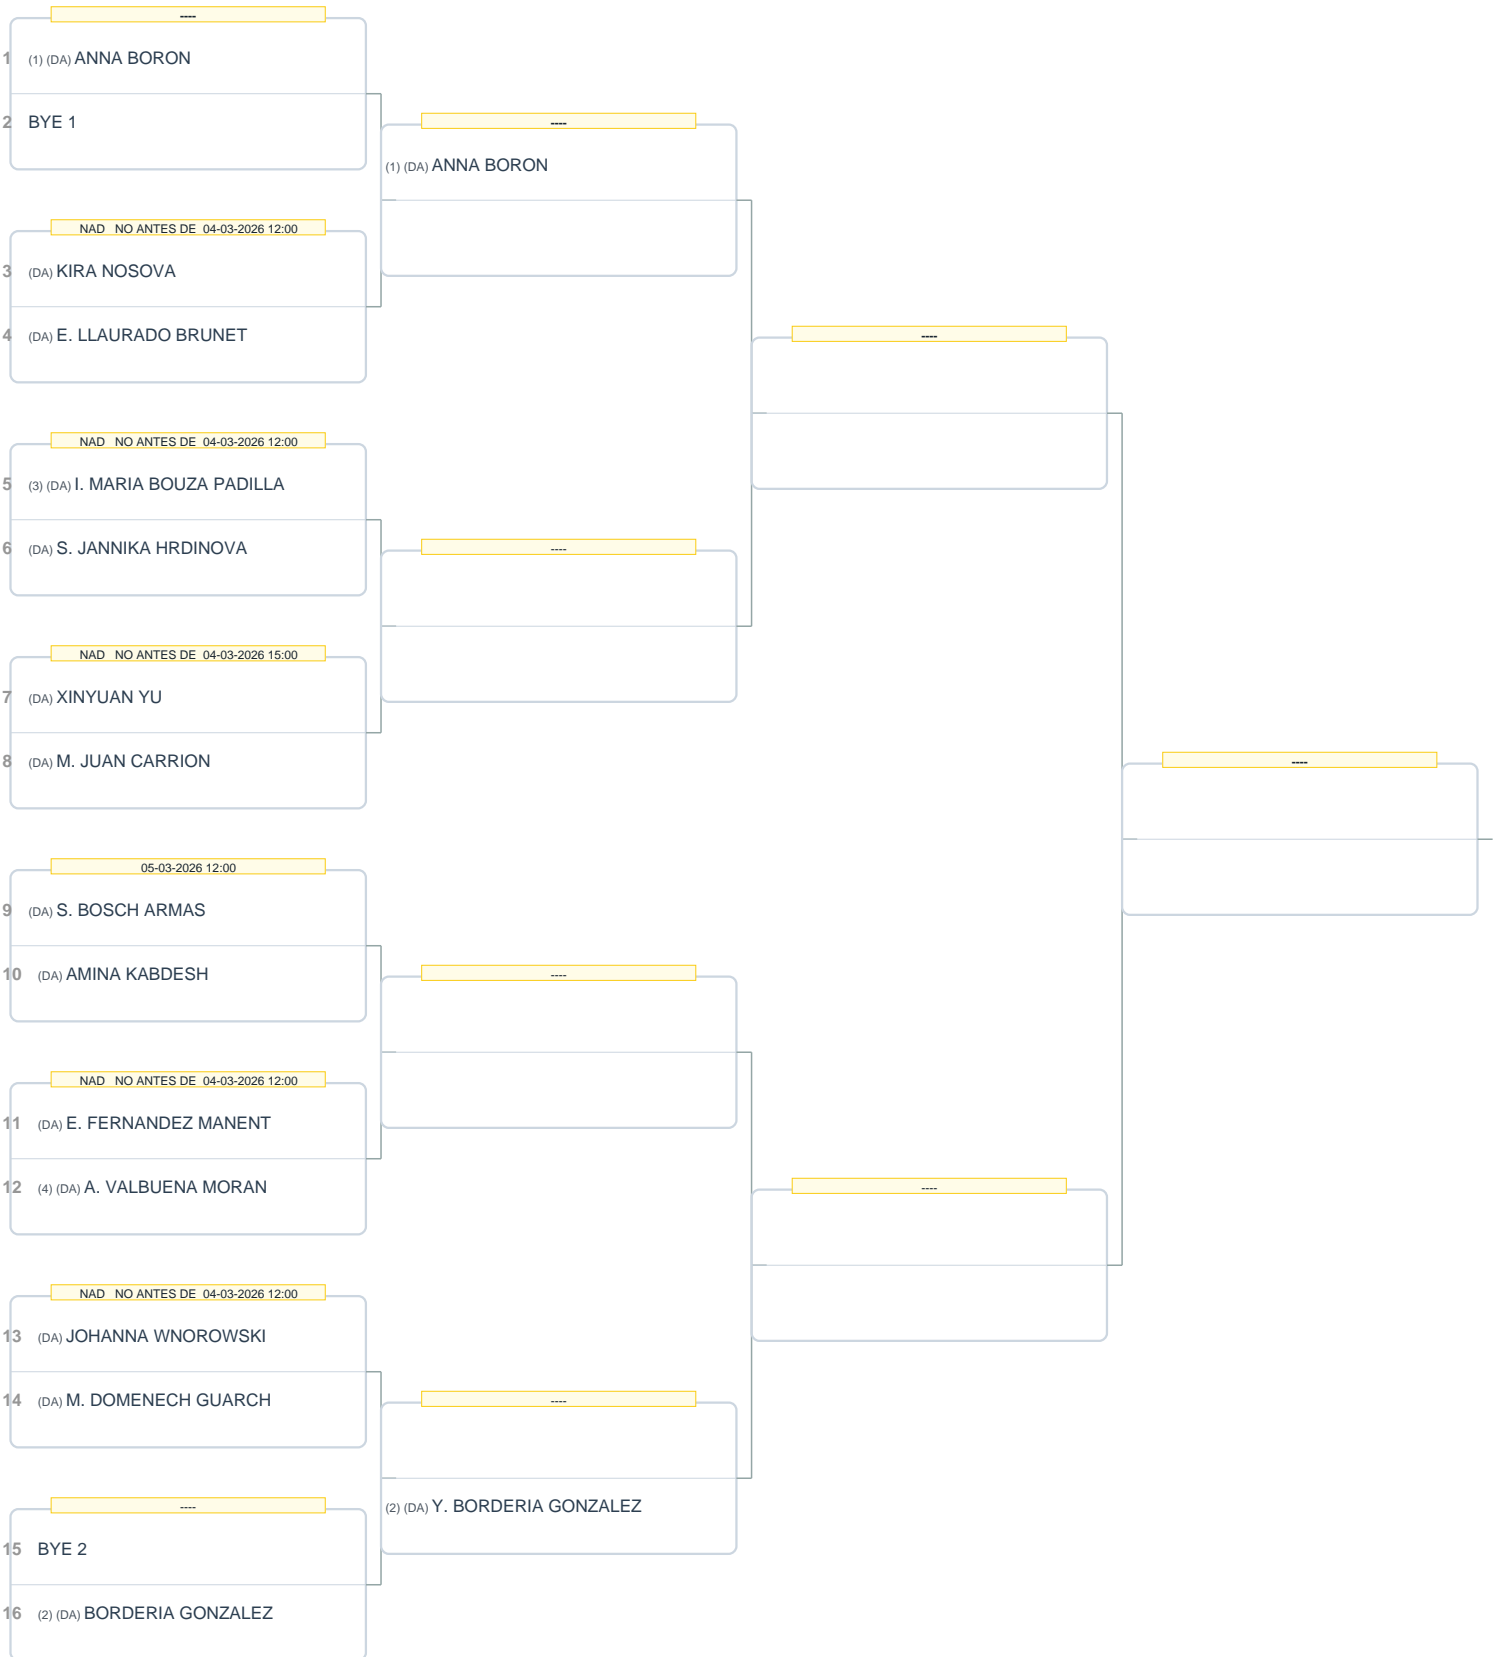 ----
1 (1) (DA) ANNA BORON
2 BYE 1
----
(1) (DA) ANNA BORON
NAD NO ANTES DE 04-03-2026 12:00
3 (DA) KIRA NOSOVA
4 (DA) E. LLAURADO BRUNET
----
NAD NO ANTES DE 04-03-2026 12:00
5 (3) (DA) I. MARIA BOUZA PADILLA
6 (DA) S. JANNIKA HRDINOVA
----
NAD NO ANTES DE 04-03-2026 15:00
7 (DA) XINYUAN YU
8 (DA) M. JUAN CARRION
----
05-03-2026 12:00
9 (DA) S. BOSCH ARMAS
10 (DA) AMINA KABDESH
----
NAD NO ANTES DE 04-03-2026 12:00
11 (DA) E. FERNANDEZ MANENT
12 (4) (DA) A. VALBUENA MORAN
----
NAD NO ANTES DE 04-03-2026 12:00
13 (DA) JOHANNA WNOROWSKI
14 (DA) M. DOMENECH GUARCH
----
(2) (DA) Y. BORDERIA GONZALEZ
----
15 BYE 2
16 (2) (DA) BORDERIA GONZALEZ